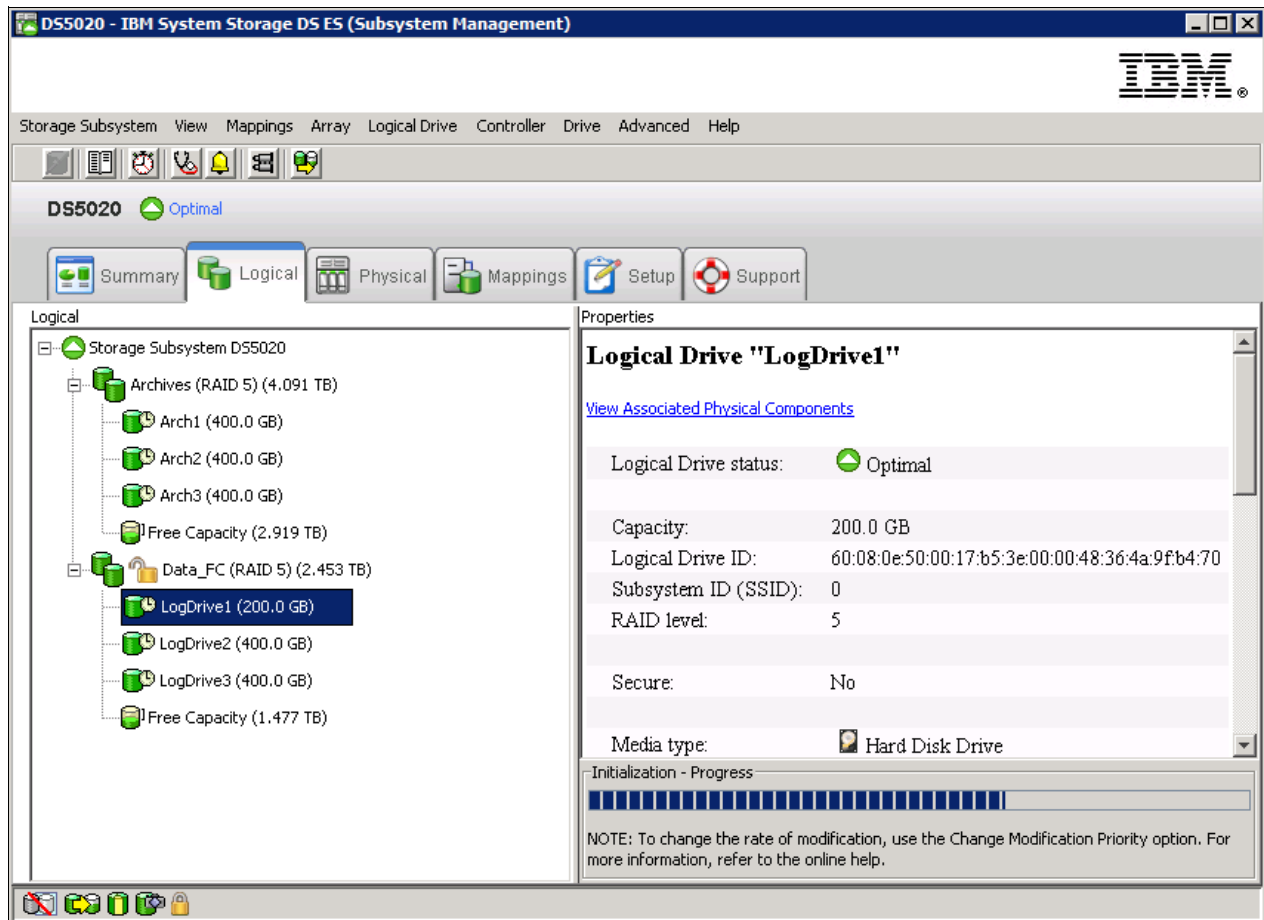 DS5020 - IBM System Storage DS ES (Subsystem Management)
IBM®
Storage Subsystem View Mappings Array Logical Drive Controller Drive Advanced Help
DS5020 Optimal
Summary Logical Physical Mappings Setup Support
Logical
Storage Subsystem DS5020
Archives (RAID 5) (4.091 TB)
Arch1 (400.0 GB)
Arch2 (400.0 GB)
Arch3 (400.0 GB)
Free Capacity (2.919 TB)
Data_FC (RAID 5) (2.453 TB)
LogDrive1 (200.0 GB)
LogDrive2 (400.0 GB)
LogDrive3 (400.0 GB)
Free Capacity (1.477 TB)
Properties
Logical Drive "LogDrive1"
View Associated Physical Components
Logical Drive status: Optimal
Capacity: 200.0 GB
Logical Drive ID: 60:08:0e:50:00:17:b5:3e:00:00:48:36:4a:9f:b4:70
Subsystem ID (SSID): 0
RAID level: 5
Secure: No
Media type: Hard Disk Drive
Initialization - Progress
NOTE: To change the rate of modification, use the Change Modification Priority option. For
more information, refer to the online help.